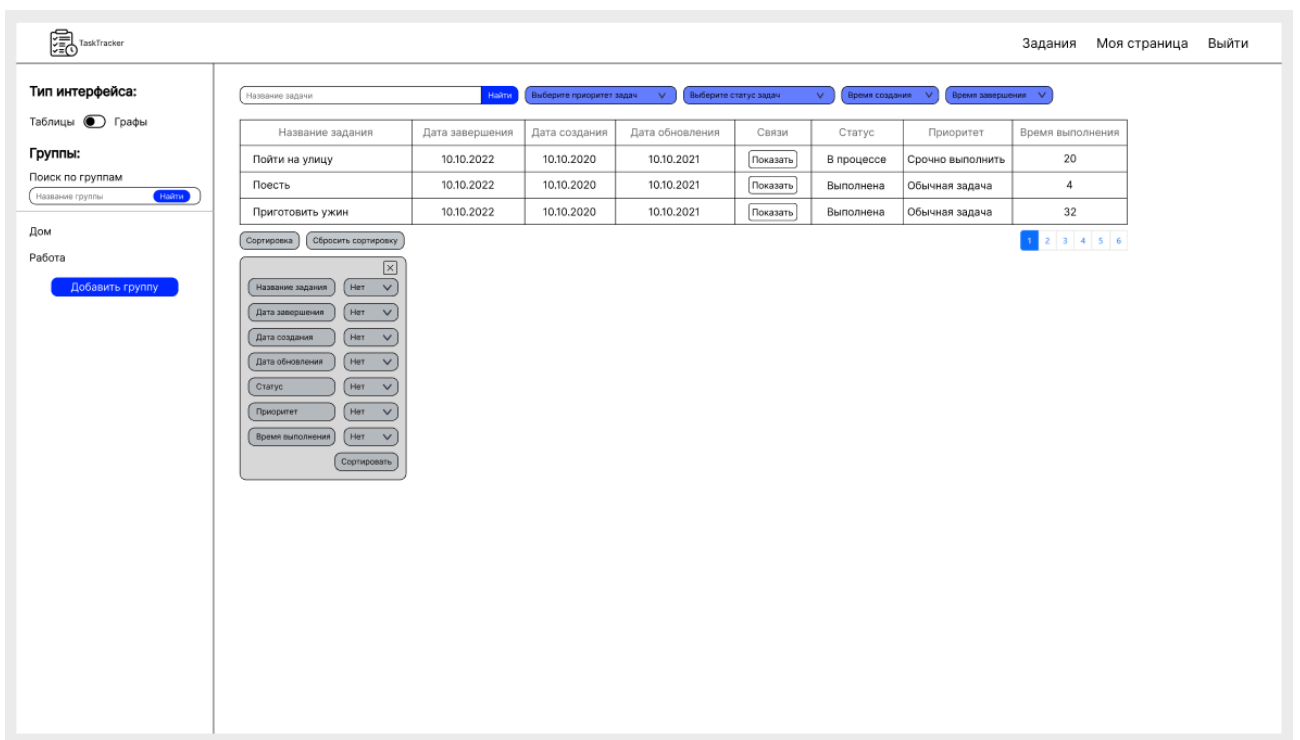 TaskTracker
Задания Моя страница Выйти
Тип интерфейса:
Таблицы Графы
Группы:
Поиск по группам
Название группы Найти
Дом
Работа
Добавить группу
Название задачи Найти Выберите приоритет задач Выберите статус задач Время создания Время завершения
Название задания Дата завершения Дата создания Дата обновления Связи Статус Приоритет Время выполнения
Пойти на улицу 10.10.2022 10.10.2020 10.10.2021 Показать В процессе Срочно выполнить 20
Поесть 10.10.2022 10.10.2020 10.10.2021 Показать Выполнена Обычная задача 4
Приготовить ужин 10.10.2022 10.10.2020 10.10.2021 Показать Выполнена Обычная задача 32
Сортировка Сбросить сортировку 1 2 3 4 5 6
Название задания Нет
Дата завершения Нет
Дата создания Нет
Дата обновления Нет
Статус Нет
Приоритет Нет
Время выполнения Нет
Сортировать